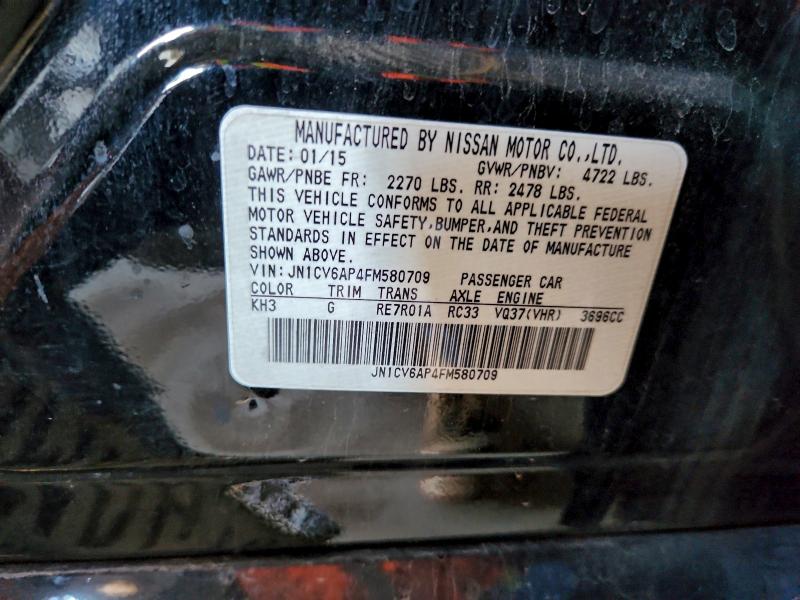 MANUFACTURED BY NISSAN MOTOR CO.,LTD.
DATE: 01/15 GVWR/PNBV: 4722 LBS.
GAWR/PNBE FR: 2270 LBS. RR: 2478 LBS.
THIS VEHICLE CONFORMS TO ALL APPLICABLE FEDERAL
MOTOR VEHICLE SAFETY,BUMPER,AND THEFT PREVENTION
STANDARDS IN EFFECT ON THE DATE OF MANUFACTURE
SHOWN ABOVE.
VIN: JN1CV6AP4FM580709 PASSENGER CAR
COLOR TRIM TRANS AXLE ENGINE
KH3 G RE7R01A RC33 VQ37(VHR) 3696CC
JN1CV6AP4FM580709